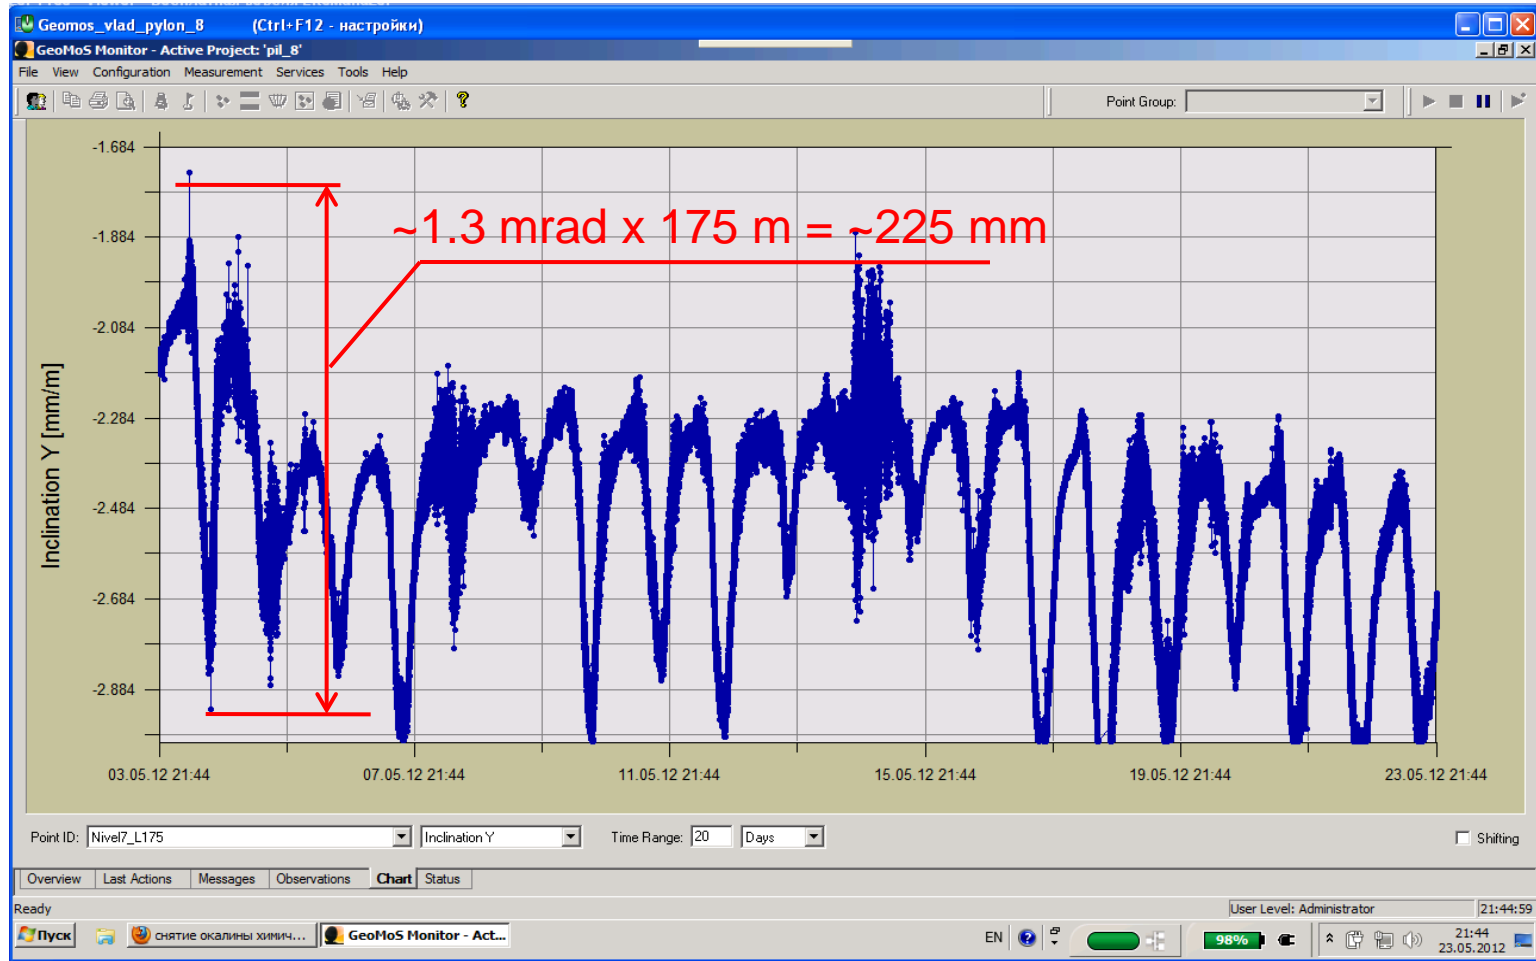 Geomos_vlad_pylon_8 (Ctrl+F12 - настройки)
GeoMoS Monitor - Active Project: 'pil_8'
File View Configuration Measurement Services Tools Help
Point Group:
-1.684
-1.884
-2.084
-2.284
-2.484
-2.684
-2.884
Inclination Y [mm/m]
~1.3 mrad x 175 m = ~225 mm
03.05.12 21:44 07.05.12 21:44 11.05.12 21:44 15.05.12 21:44 19.05.12 21:44 23.05.12 21:44
Point ID: Nivel7_L175 Inclination Y Time Range: 20 Days Shifting
Overview Last Actions Messages Observations Chart Status
Ready User Level: Administrator 21:44:59
Пуск снятие окалины химич... GeoMoS Monitor - Act... EN 98% 21:44
23.05.2012